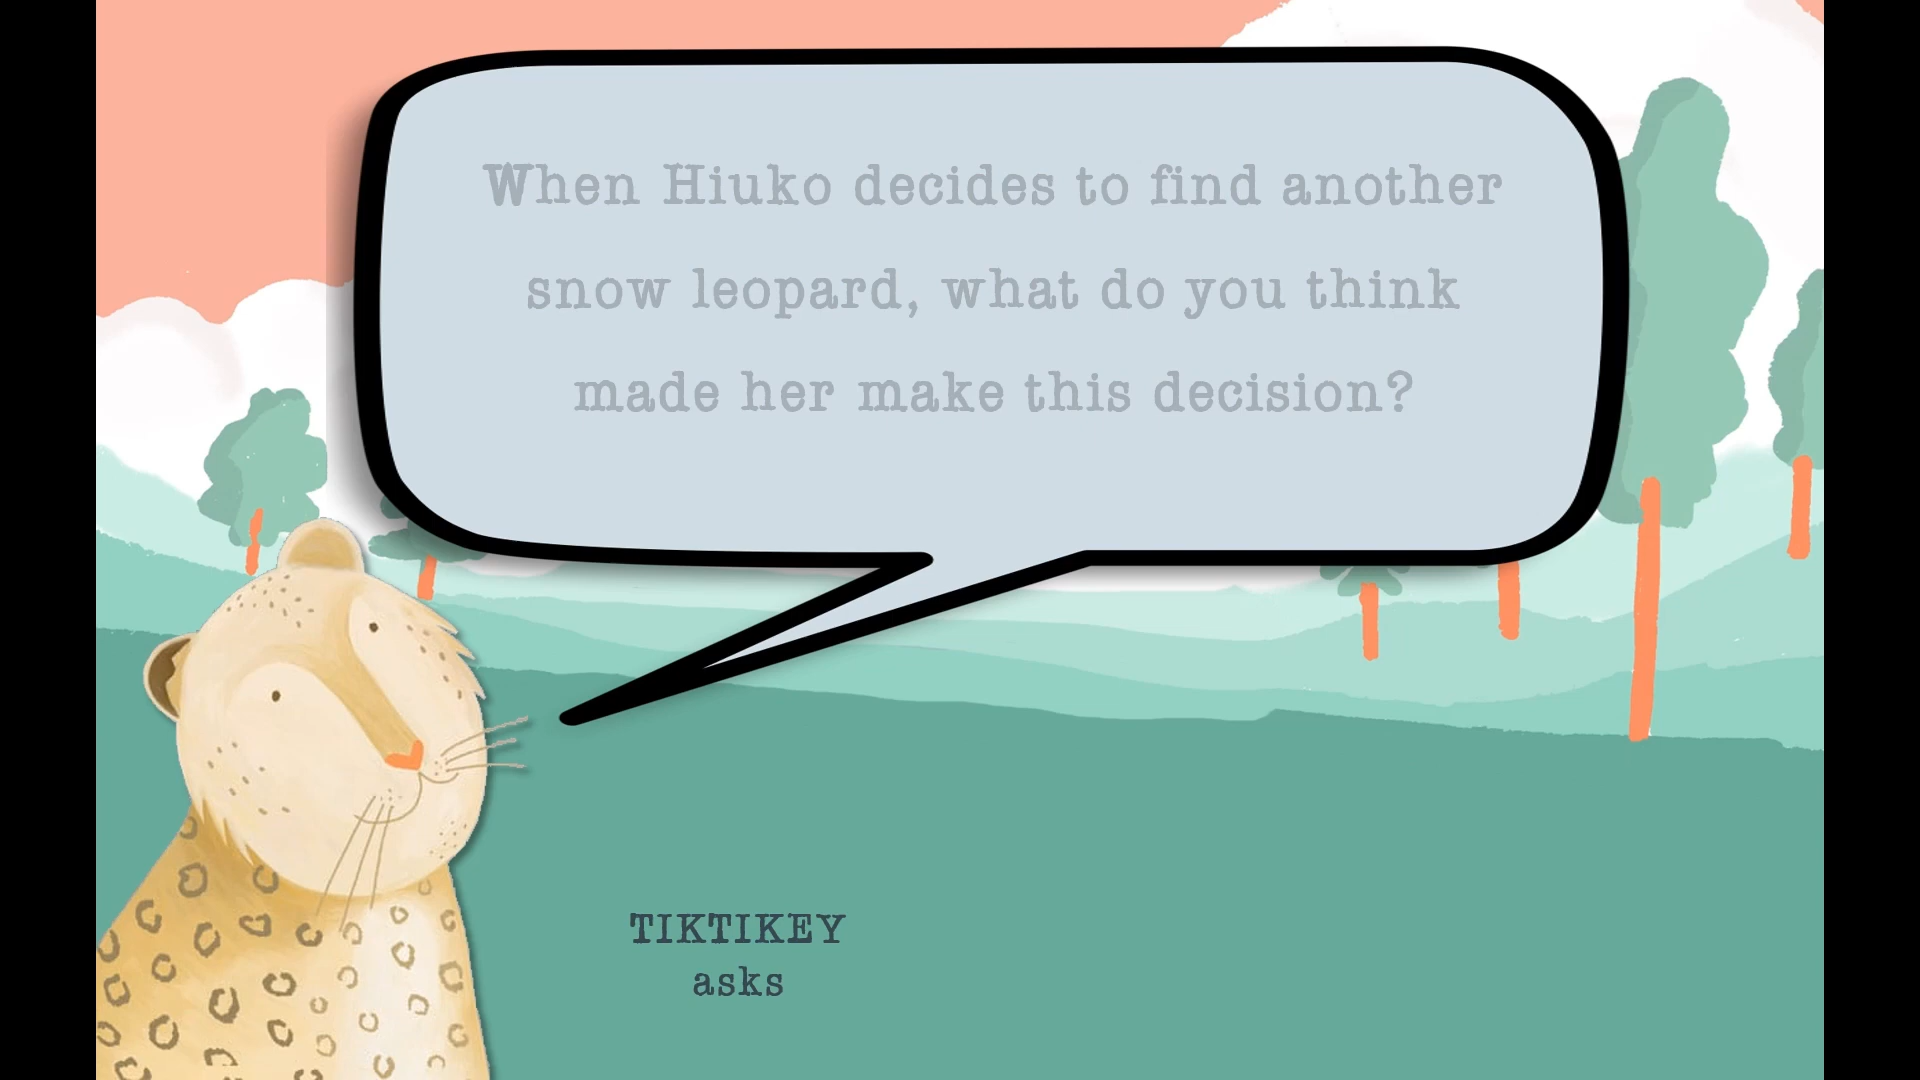 When Hiuko decides to find another
snow leopard, what do you think
made her make this decision?
TIKTIKEY
asks